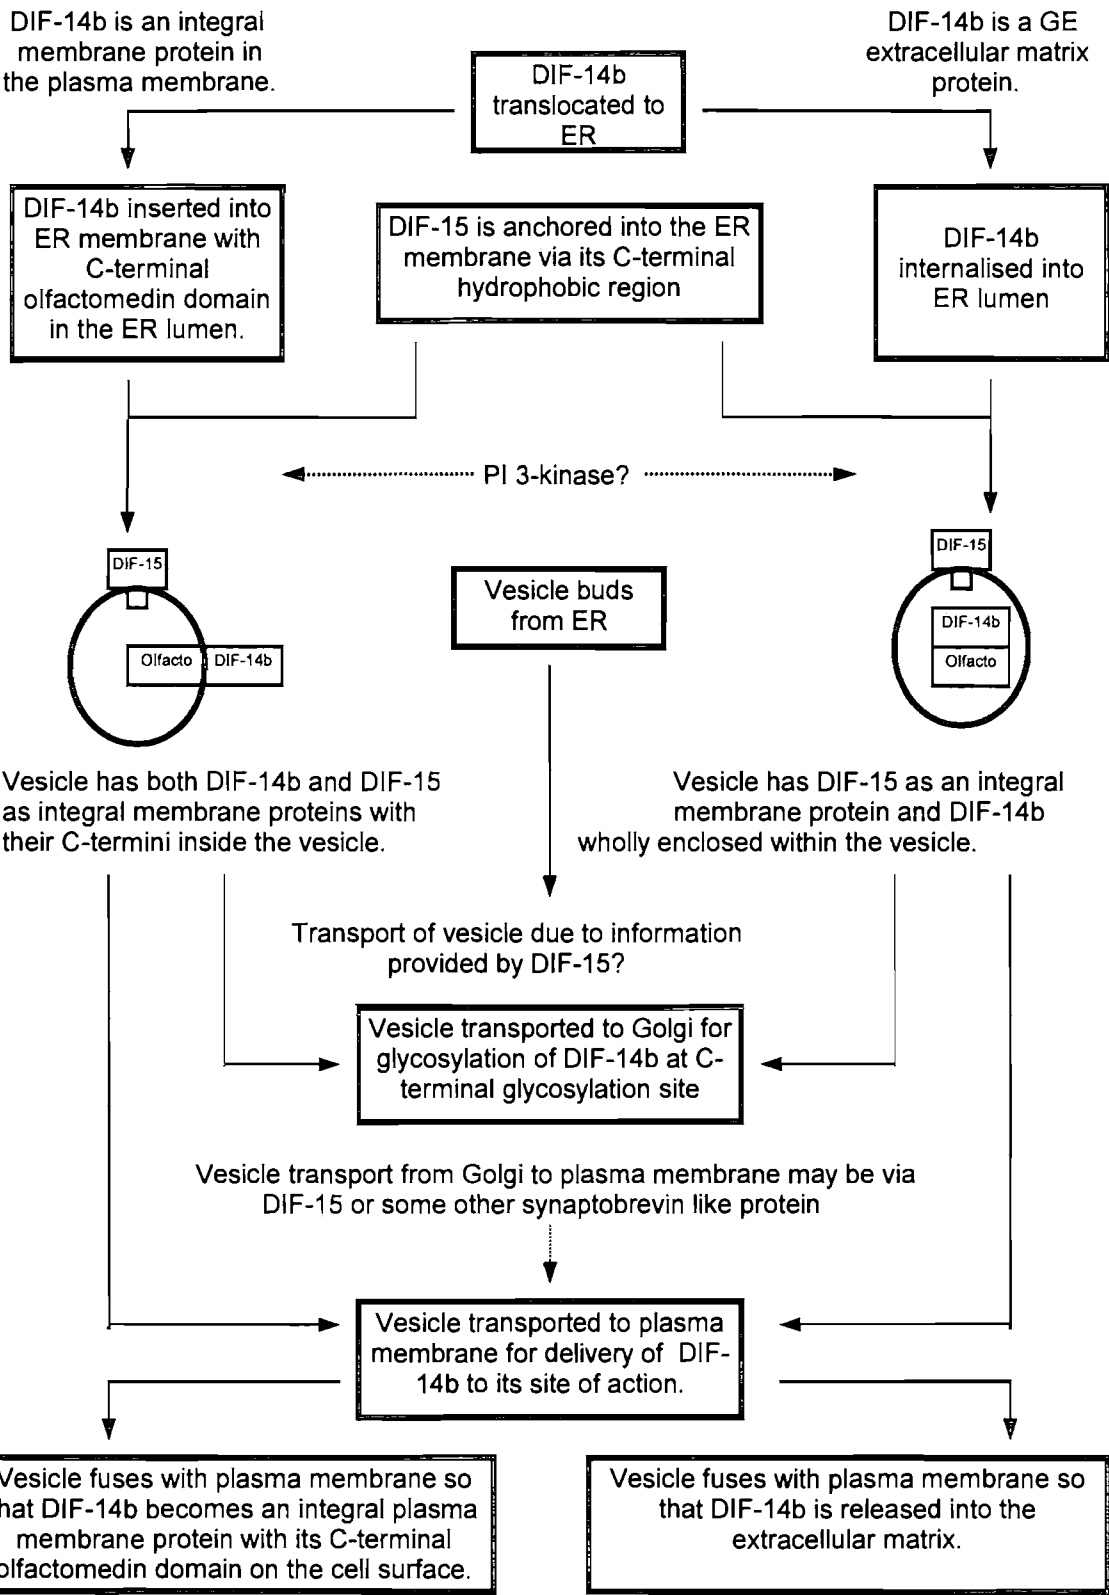 DIF-14b is an integral
membrane protein in
the plasma membrane.
DIF-14b is a GE
extracellular matrix
protein.
DIF-14b
translocated to
ER
DIF-14b inserted into
ER membrane with
C-terminal
olfactomedin domain
in the ER lumen.
DIF-15 is anchored into the ER
membrane via its C-terminal
hydrophobic region
DIF-14b
internalised into
ER lumen
PI 3-kinase?
DIF-15
Olfacto DIF-14b
Vesicle buds
from ER
DIF-15
DIF-14b
Olfacto
Vesicle has both DIF-14b and DIF-15
as integral membrane proteins with
their C-termini inside the vesicle.
Vesicle has DIF-15 as an integral
membrane protein and DIF-14b
wholly enclosed within the vesicle.
Transport of vesicle due to information
provided by DIF-15?
Vesicle transported to Golgi for
glycosylation of DIF-14b at C-
terminal glycosylation site
Vesicle transport from Golgi to plasma membrane may be via
DIF-15 or some other synaptobrevin like protein
Vesicle transported to plasma
membrane for delivery of DIF-
14b to its site of action.
Vesicle fuses with plasma membrane so
that DIF-14b becomes an integral plasma
membrane protein with its C-terminal
olfactomedin domain on the cell surface.
Vesicle fuses with plasma membrane so
that DIF-14b is released into the
extracellular matrix.